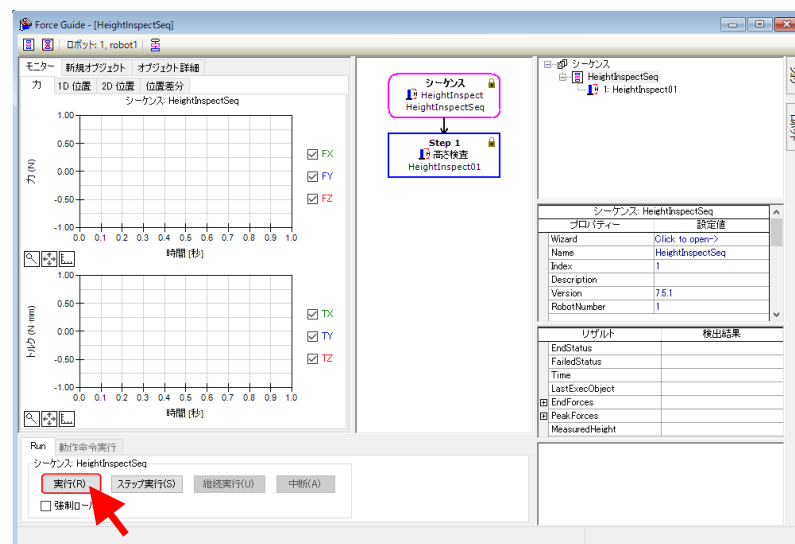 Force Guide - [HeightInspectSeq]
ロボット: 1, robot1
モニター 新規オブジェクト オブジェクト詳細
力 1D 位置 2D 位置 位置差分
シーケンス: HeightInspectSeq
1.00
0.50
0.00
-0.50
-1.00
力 (N)
0.0 0.1 0.2 0.3 0.4 0.5 0.6 0.7 0.8 0.9 1.0
時間 [秒]
FX
FY
FZ
1.00
0.50
0.00
-0.50
-1.00
トルク (N·mm)
0.0 0.1 0.2 0.3 0.4 0.5 0.6 0.7 0.8 0.9 1.0
時間 [秒]
TX
TY
TZ
Run 動作命令実行
シーケンス: HeightInspectSeq
実行(R) ステップ実行(S) 継続実行(U) 中断(A)
シーケンス
HeightInspect
HeightInspectSeq
Step 1
高さ検査
HeightInspect01
シーケンス
HeightInspectSeq
1: HeightInspect01
シーケンス: HeightInspectSeq
プロパティー 設定値
Wizard Click to open->
Name HeightInspectSeq
Index 1
Description
Version 7.5.1
RobotNumber 1
リザルト 検出結果
EndStatus
FailedStatus
Time
LastExecObject
EndForces
PeakForces
MeasuredHeight